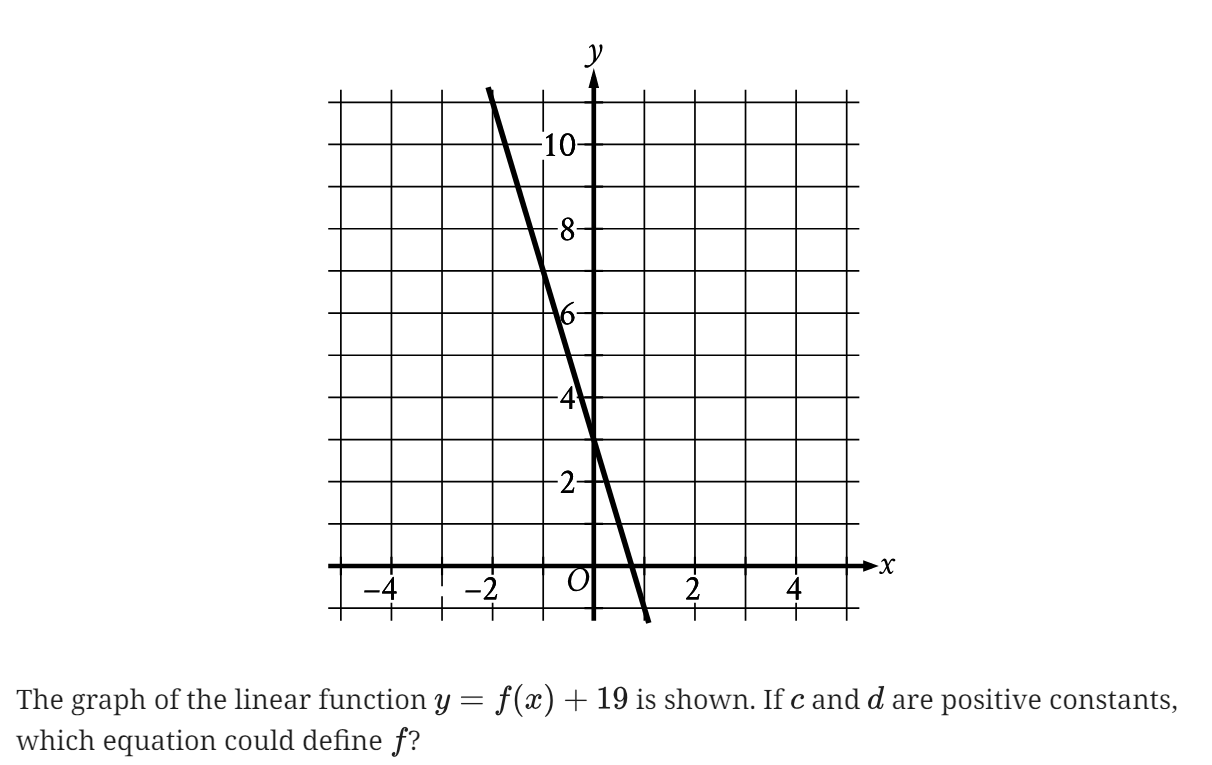 y
10
8
6
4
2
O
x
−4
−2
2
4
The graph of the linear function y = f(x) + 19 is shown. If c and d are positive constants,
which equation could define f?